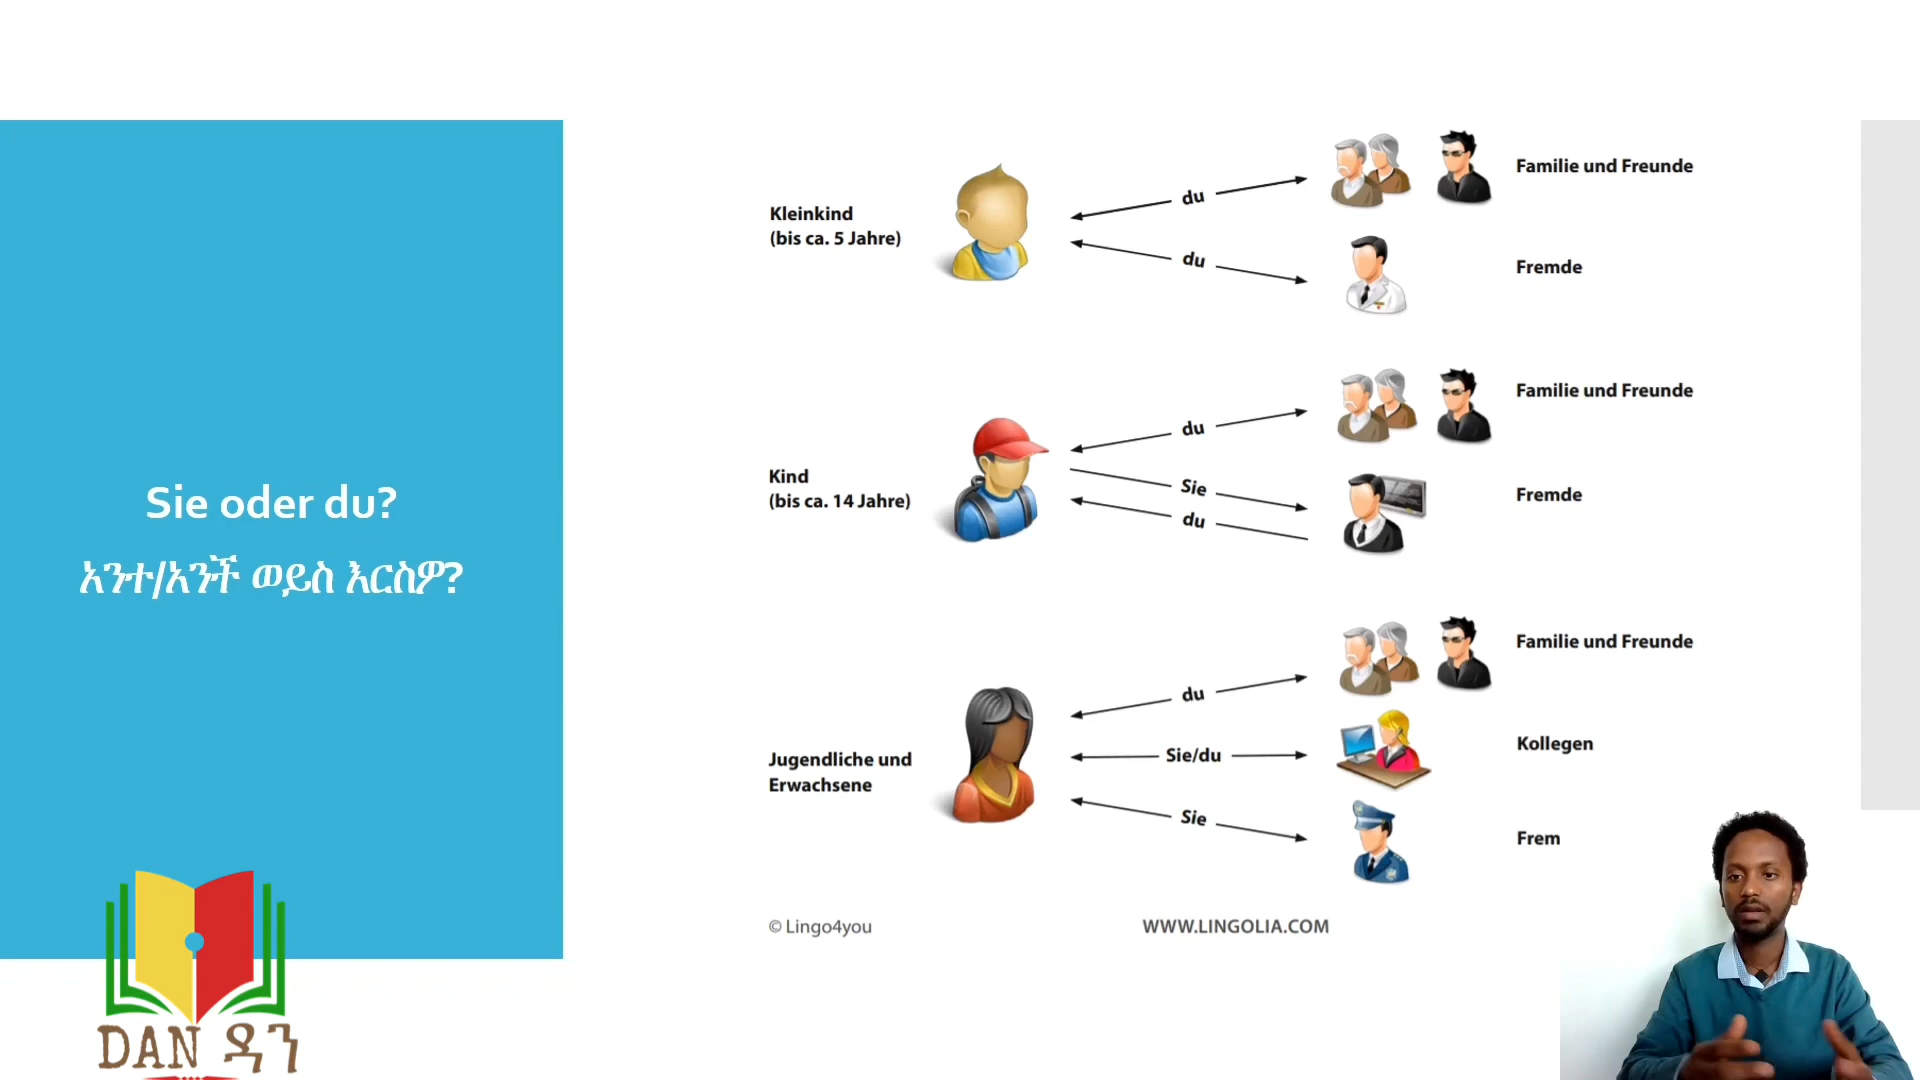 Sie oder du?
አንተ/አንች ወይስ እርስዎ?
Kleinkind
(bis ca. 5 Jahre)
du
Familie und Freunde
du
Fremde
Kind
(bis ca. 14 Jahre)
du
Familie und Freunde
Sie
du
Fremde
Jugendliche und
Erwachsene
du
Familie und Freunde
Sie/du
Kollegen
Sie
Frem
© Lingo4you
WWW.LINGOLIA.COM
DAN ዳን